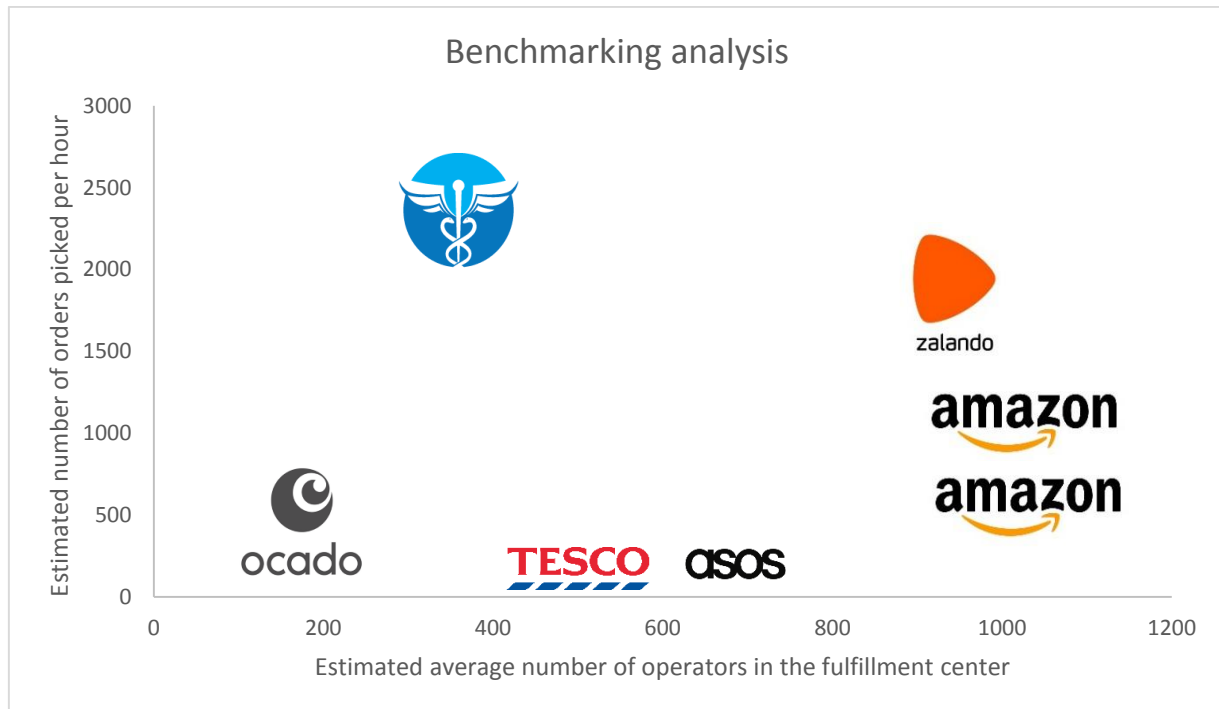 Benchmarking analysis
Estimated number of orders picked per hour
3000
2500
2000
1500
1000
500
0
zalando
amazon
amazon
ocado
TESCO
asos
0 200 400 600 800 1000 1200
Estimated average number of operators in the fulfillment center